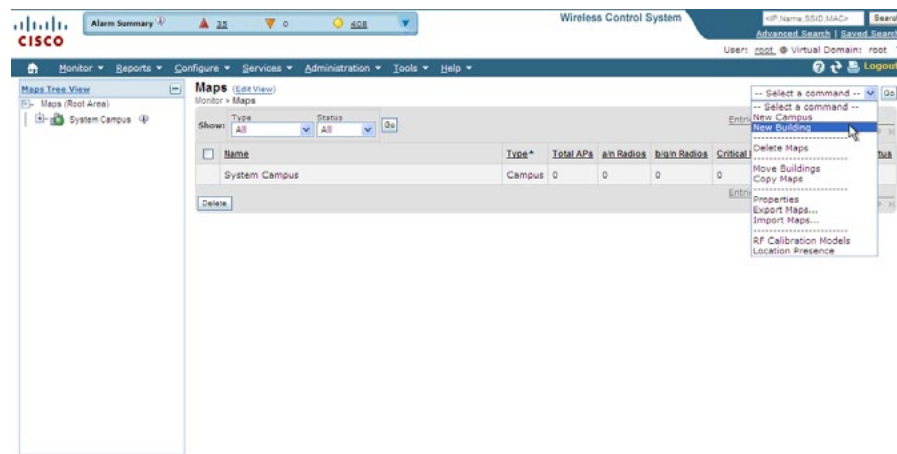 Alarm Summary 35 0 408
Wireless Control System
<IP,Name,SSID,MAC> Search
Advanced Search | Saved Search
CISCO
User: root @ Virtual Domain: root
Monitor Reports Configure Services Administration Tools Help
Logout
Maps Tree View
Maps (Root Area)
System Campus
Maps (Edit View)
Monitor > Maps
-- Select a command -- Go
-- Select a command --
New Campus
New Building
Delete Maps
Move Buildings
Copy Maps
Properties
Export Maps...
Import Maps...
RF Calibration Models
Location Presence
Show: Type All Status All Go
Entri
Name Type Total APs a/n Radios b/g/n Radios Critical tus
System Campus Campus 0 0 0 0
Entri
Delete